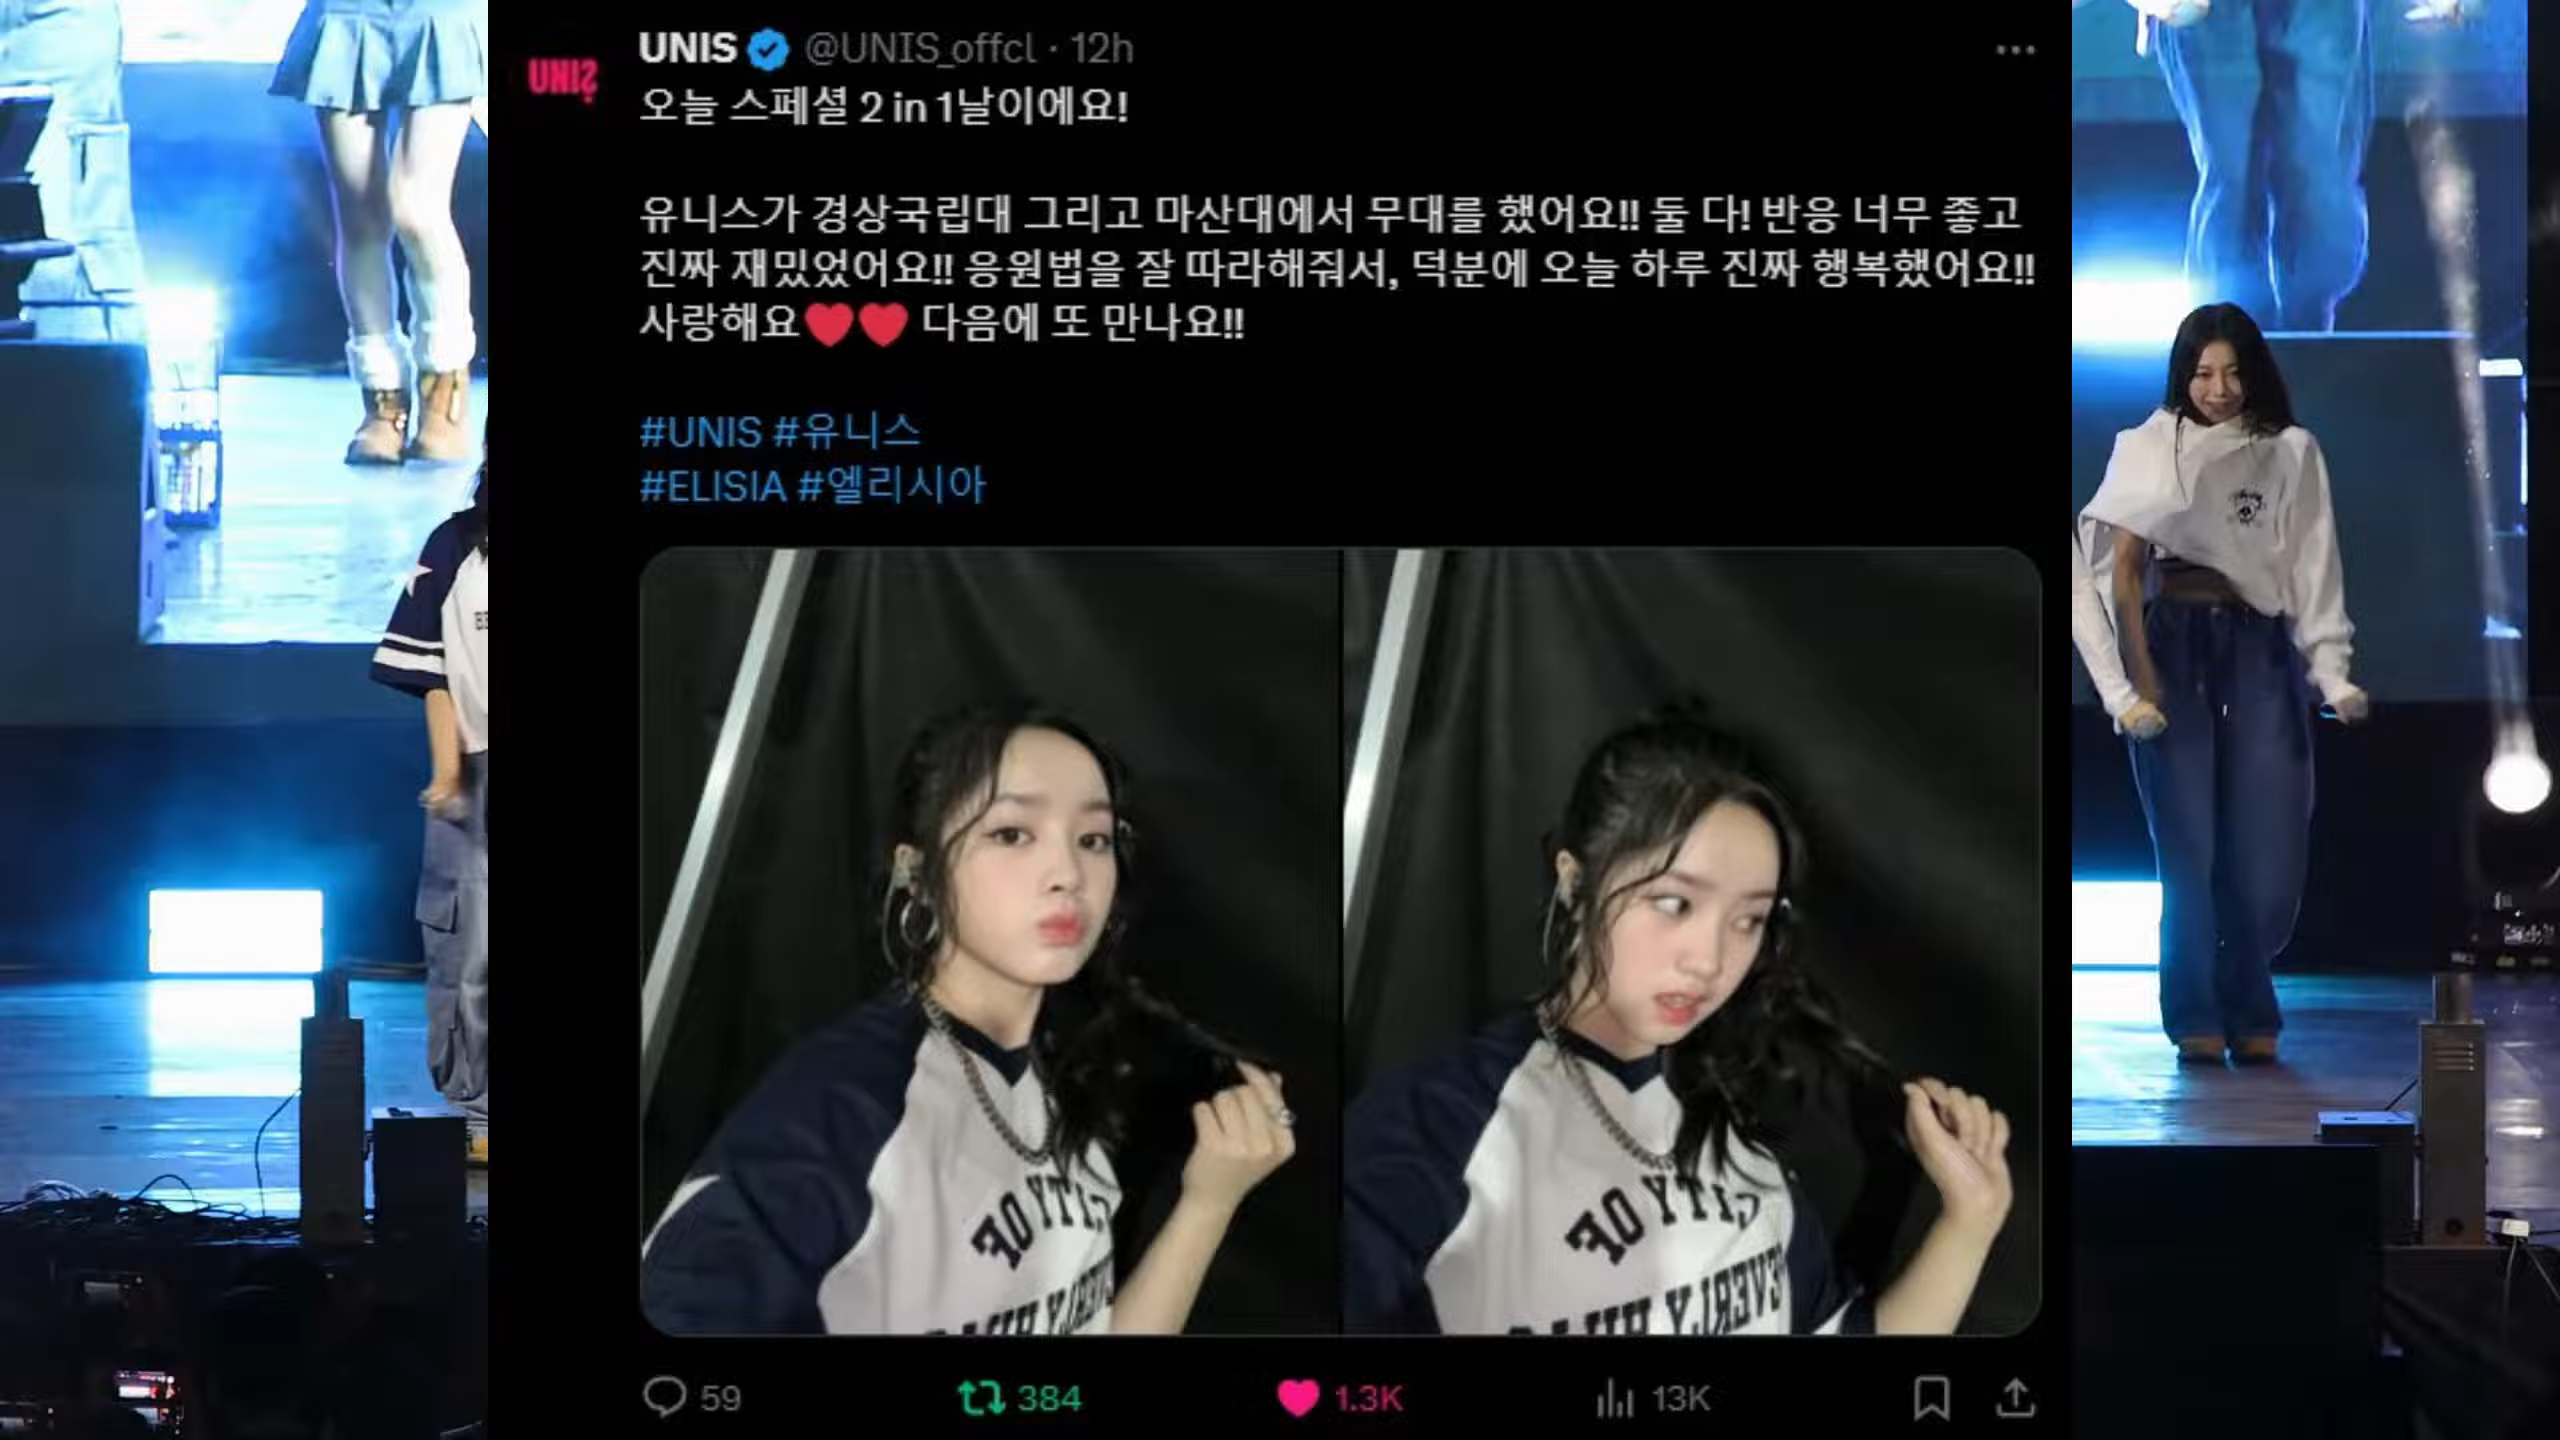 UNIS @UNIS_offcl · 12h
UNIS
오늘 스페셜 2 in 1날이에요!
유니스가 경상국립대 그리고 마산대에서 무대를 했어요!! 둘 다! 반응 너무 좋고
진짜 재밌었어요!! 응원법을 잘 따라해줘서, 덕분에 오늘 하루 진짜 행복했어요!!
사랑해요❤️❤️ 다음에 또 만나요!!
#UNIS #유니스
#ELISIA #엘리시아
CITY OF
CITY OF
59 384 1.3K 13K